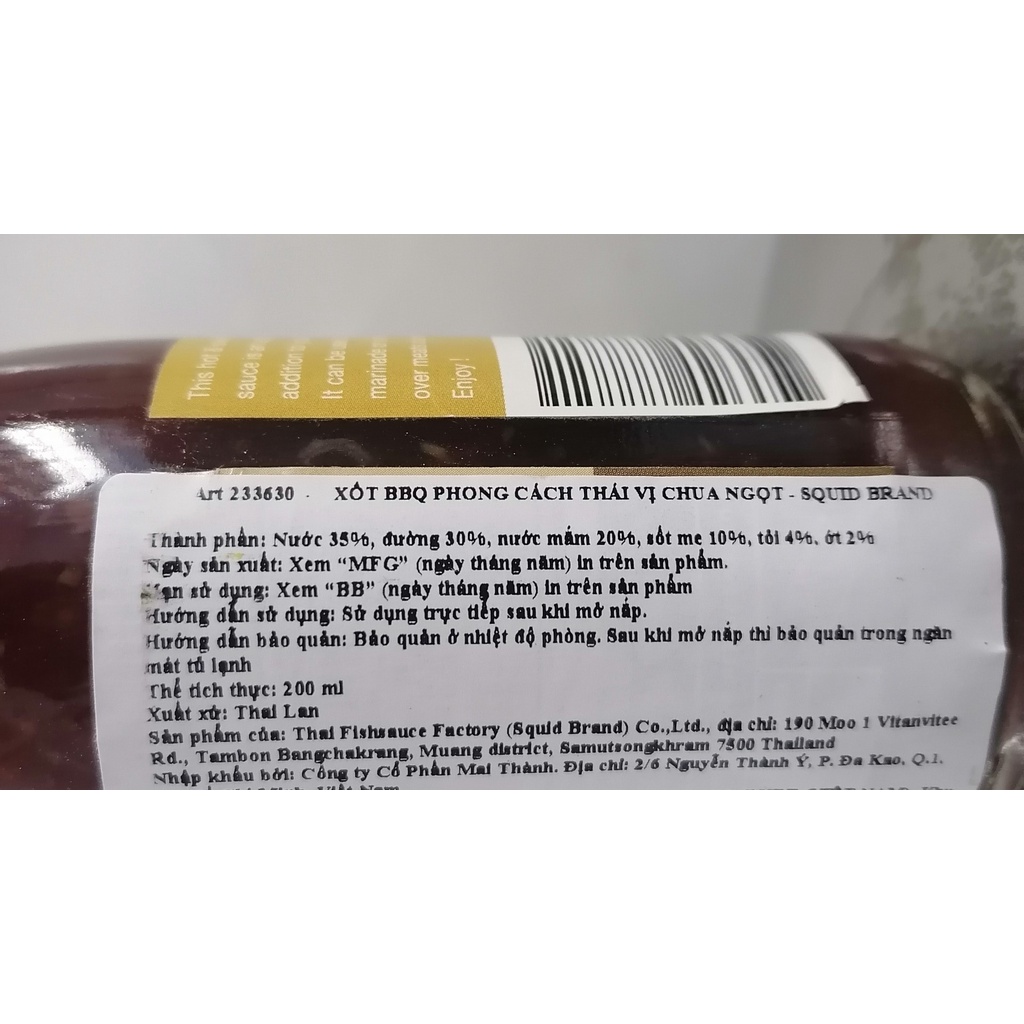 This hot &
sauce is a
addition
It can be
marinade
over mea
Enjoy !
Art 233630 - XỐT BBQ PHONG CÁCH THÁI VỊ CHUA NGỌT - SQUID BRAND
Thành phần: Nước 35%, đường 30%, nước mắm 20%, sốt me 10%, tỏi 4%, ớt 2%
Ngày sản xuất: Xem “MFG” (ngày tháng năm) in trên sản phẩm.
Hạn sử dụng: Xem “BB” (ngày tháng năm) in trên sản phẩm
Hướng dẫn sử dụng: Sử dụng trực tiếp sau khi mở nắp.
Hướng dẫn bảo quản: Bảo quản ở nhiệt độ phòng. Sau khi mở nắp thì bảo quản trong ngăn
mát tủ lạnh
Thể tích thực: 200 ml
Xuất xứ: Thai Lan
Sản phẩm của: Thai Fishsauce Factory (Squid Brand) Co.,Ltd., địa chỉ: 190 Moo 1 Vitanvitee
Rd., Tambon Bangchakrang, Muang district, Samutsongkhram 7500 Thailand
Nhập khẩu bởi: Công ty Cổ Phần Mai Thành. Địa chỉ: 2/6 Nguyễn Thành Ý, P. Đa Kao, Q.1.
Việt Nam